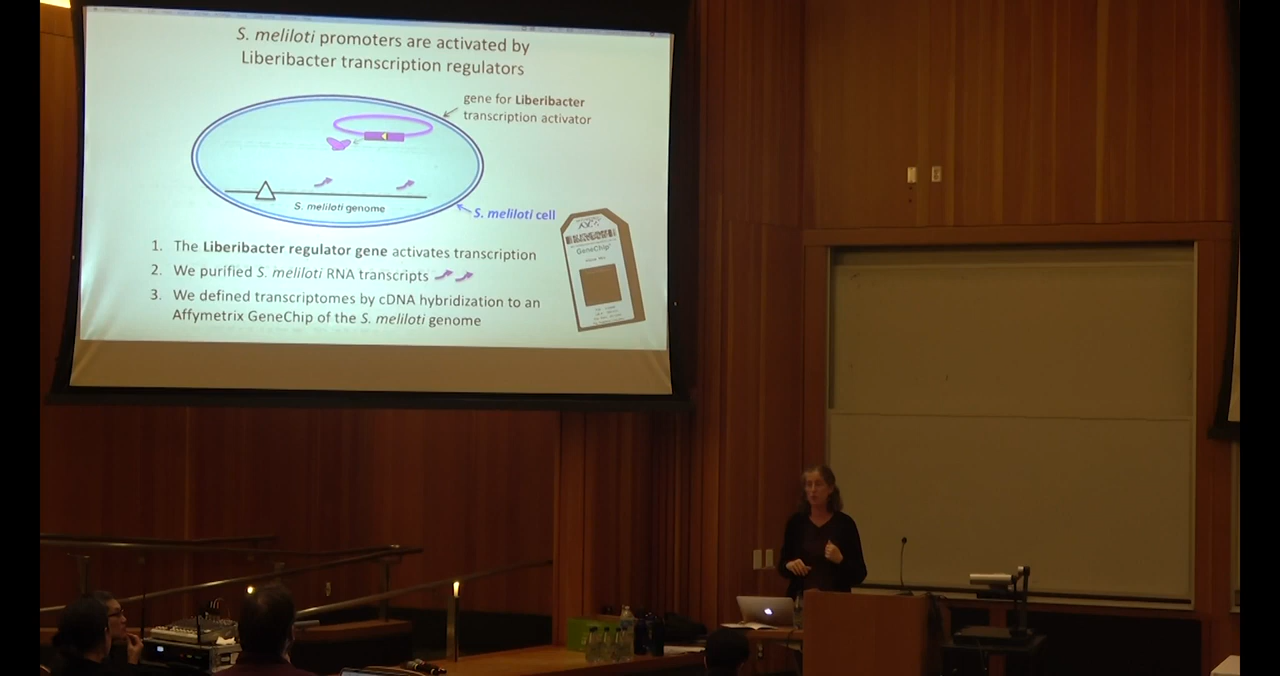 S. meliloti promoters are activated by
Liberibacter transcription regulators
gene for Liberibacter
transcription activator
S. meliloti genome
S. meliloti cell
GeneChip
1. The Liberibacter regulator gene activates transcription
2. We purified S. meliloti RNA transcripts
3. We defined transcriptomes by cDNA hybridization to an
Affymetrix GeneChip of the S. meliloti genome